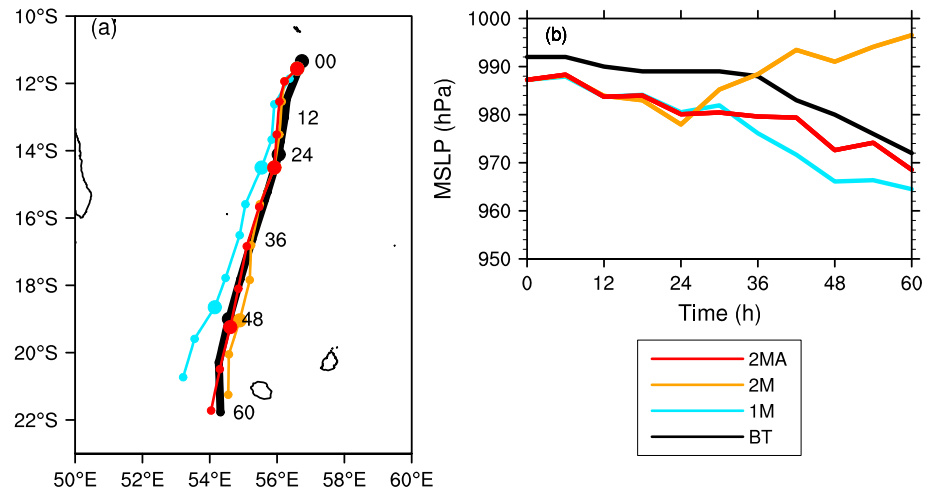 (a)
10°S
12°S
14°S
16°S
18°S
20°S
22°S
50°E 52°E 54°E 56°E 58°E 60°E
00
12
24
36
48
60
(b)
MSLP (hPa)
1000
990
980
970
960
950
0 12 24 36 48 60
Time (h)
2MA
2M
1M
BT